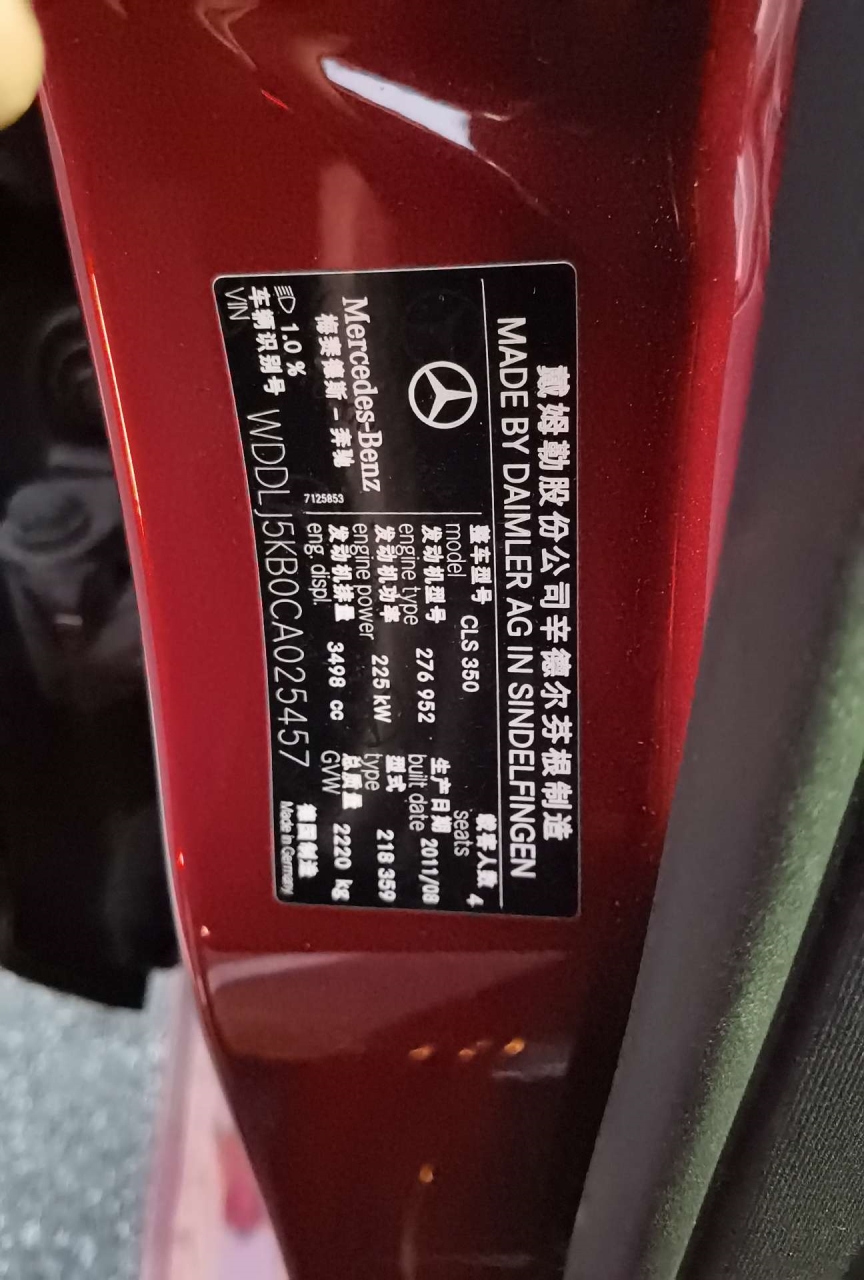 戴姆勒股份公司辛德尔芬根制造
MADE BY DAIMLER AG IN SINDELFINGEN
整车型号 CLS 350
model
载客人数 4
seats
发动机型号 276 952
engine type
生产日期 2011/08
built date
发动机功率 225 kW
engine power
型式 218 359
type
发动机排量 3498 cc
eng. displ.
总质量 2220 kg
GVW
Mercedes-Benz
梅赛德斯－奔驰
7125853
1.0 %
德国制造
Made in Germany
车辆识别号 WDDLJ5KB0CA025457
VIN